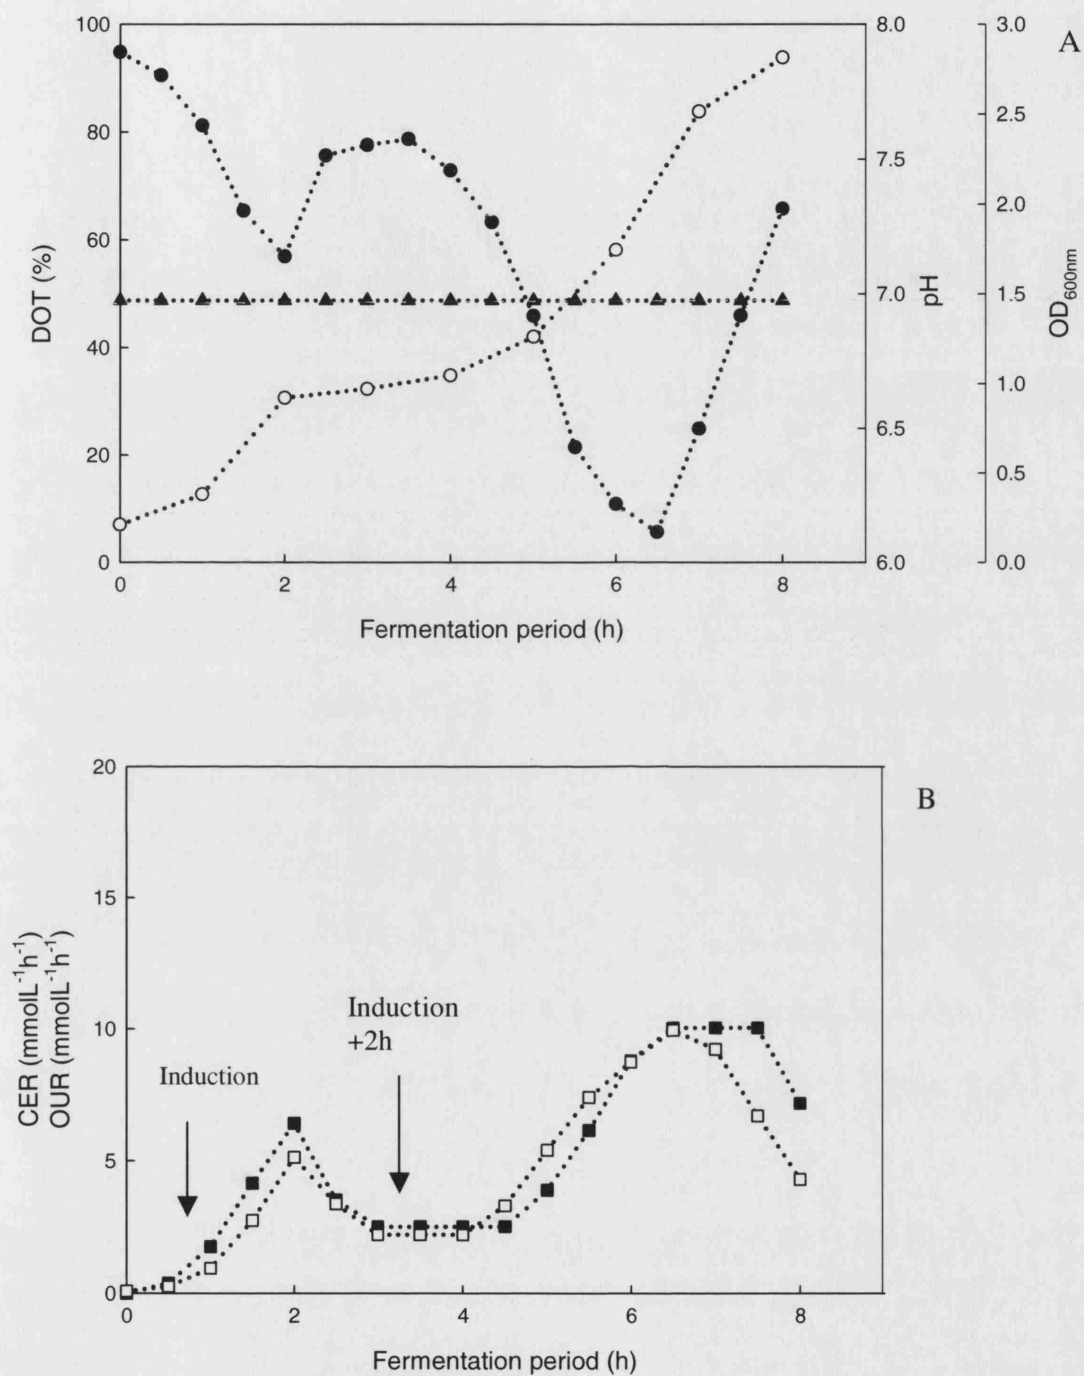 A
100
80
60
40
20
0
DOT (%)
8.0
7.5
7.0
6.5
6.0
pH
3.0
2.5
2.0
1.5
1.0
0.5
0.0
OD600nm
0 2 4 6 8
Fermentation period (h)
B
20
15
10
5
0
CER (mmolL-1h-1)
OUR (mmolL-1h-1)
Induction
Induction
+2h
0 2 4 6 8
Fermentation period (h)